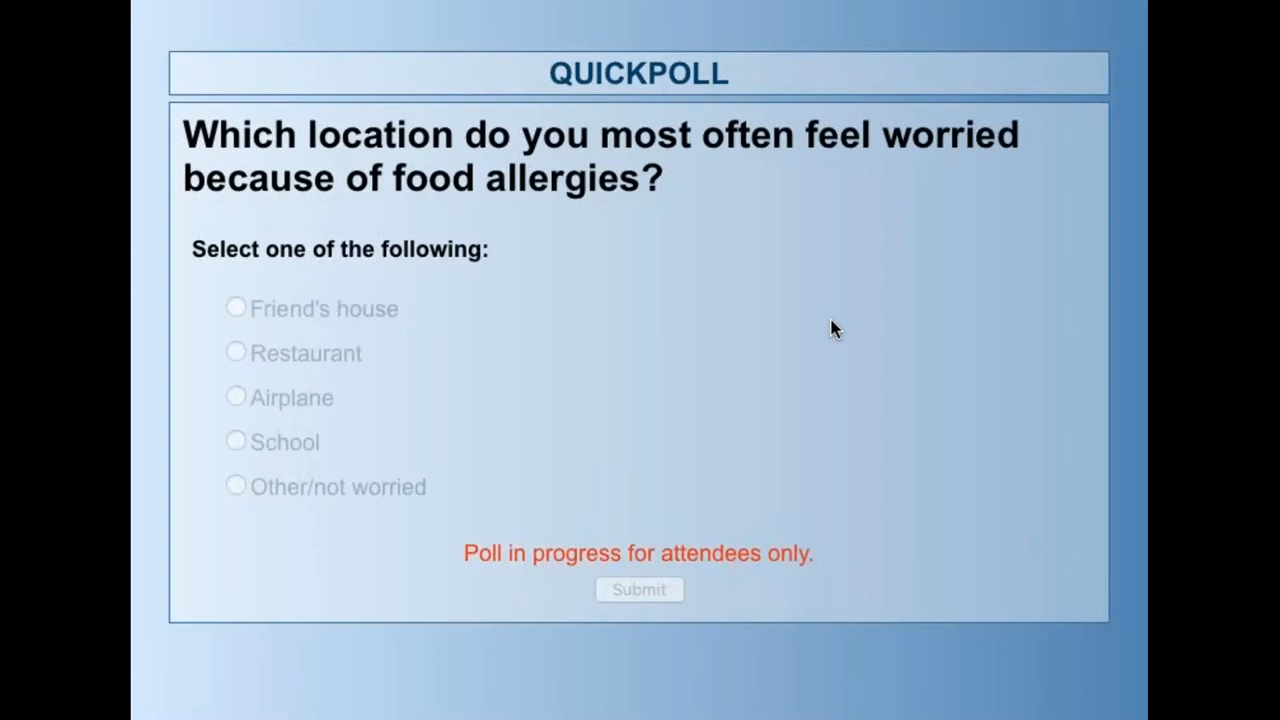 QUICKPOLL
Which location do you most often feel worried
because of food allergies?
Select one of the following:
Friend's house
Restaurant
Airplane
School
Other/not worried
Poll in progress for attendees only.
Submit